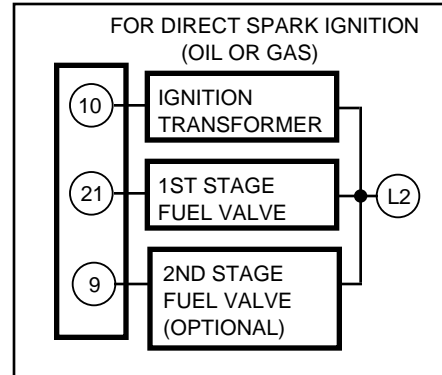 FOR DIRECT SPARK IGNITION
(OIL OR GAS)
10
IGNITION
TRANSFORMER
21
1ST STAGE
FUEL VALVE
L2
9
2ND STAGE
FUEL VALVE
(OPTIONAL)